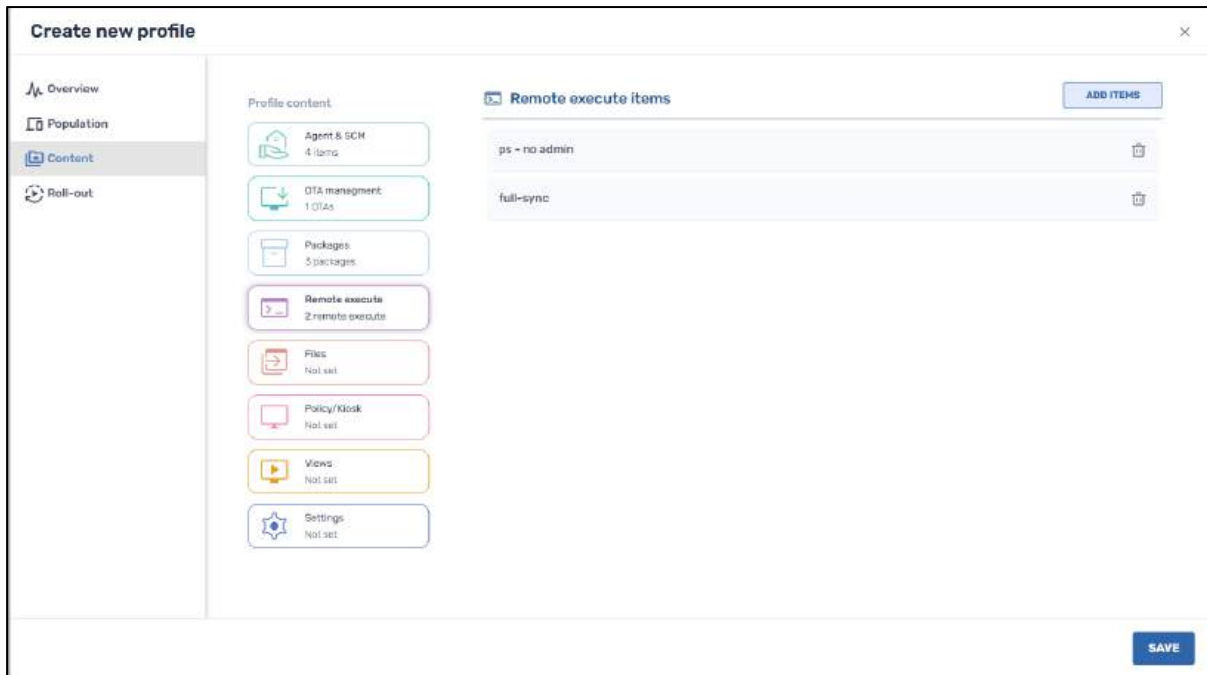 Create new profile
Overview
Population
Content
Roll-out
Profile content
Agent & SCM
4 items
OTA managment
1 OTAs
Packages
3 packages
Remote execute
2 remote execute
Files
Not set
Policy/Kiosk
Not set
Views
Not set
Settings
Not set
Remote execute items
ADD ITEMS
ps - no admin
full-sync
SAVE